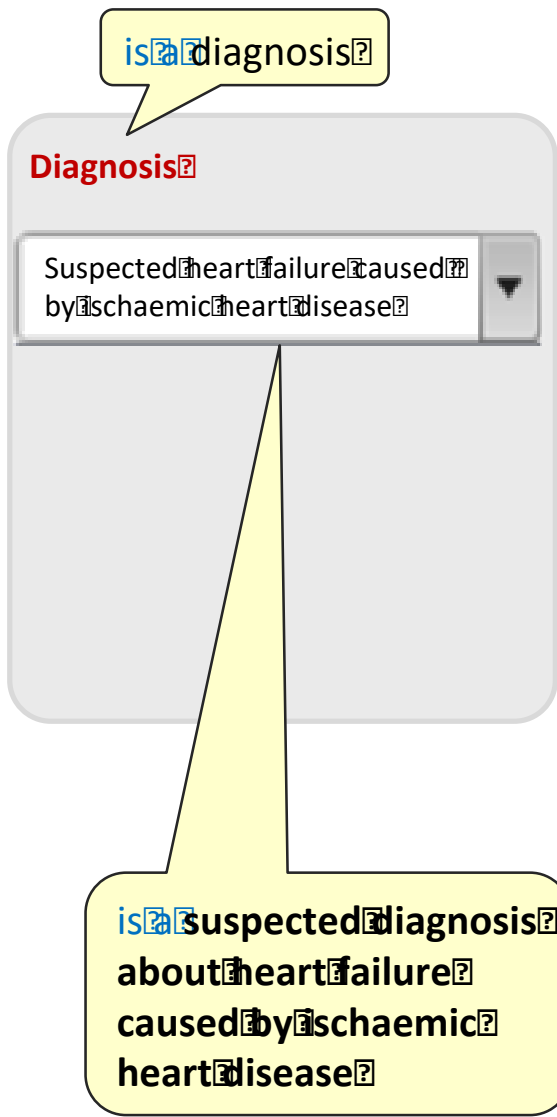 is a diagnosis
Diagnosis
Suspected heart failure caused
by ischaemic heart disease
is a suspected diagnosis
about heart failure
caused by ischaemic
heart disease